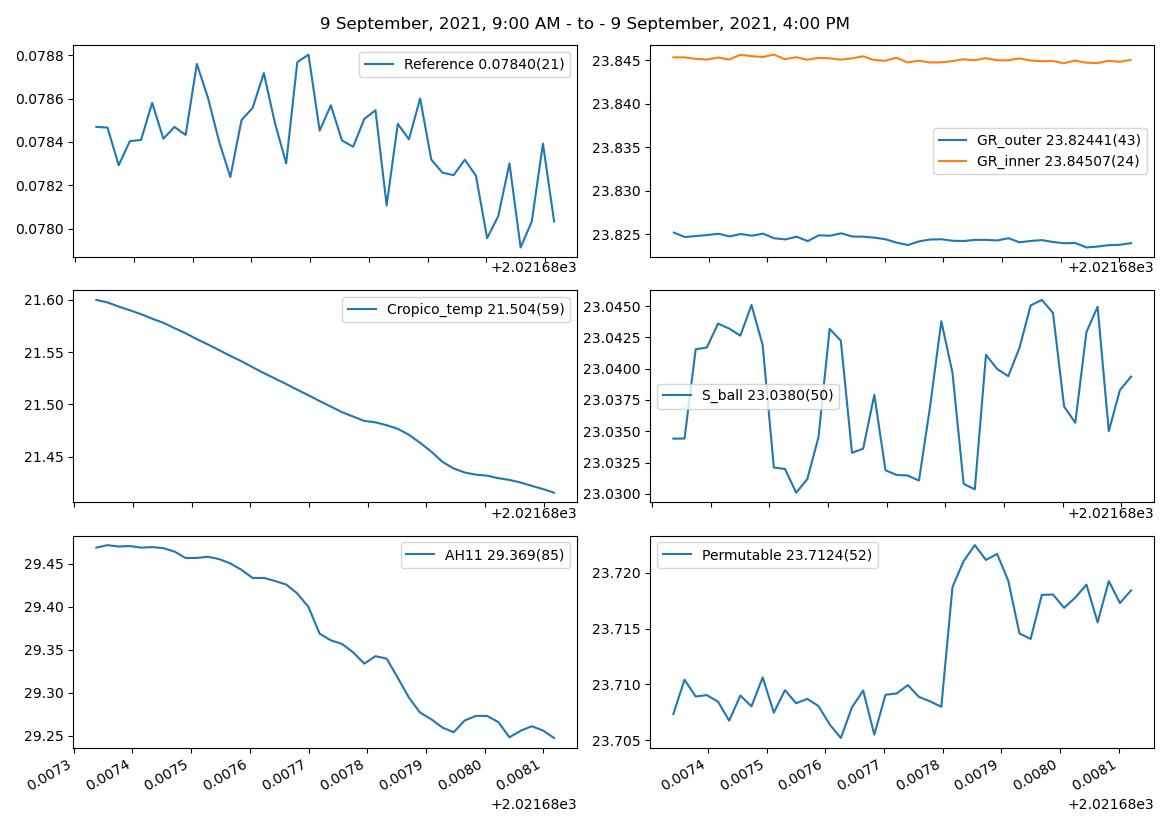 9 September, 2021, 9:00 AM - to - 9 September, 2021, 4:00 PM
0.0788
0.0786
0.0784
0.0782
0.0780
Reference 0.07840(21)
+2.02168e3
23.845
23.840
23.835
23.830
23.825
GR_outer 23.82441(43)
GR_inner 23.84507(24)
+2.02168e3
21.60
21.55
21.50
21.45
Cropico_temp 21.504(59)
+2.02168e3
23.0450
23.0425
23.0400
23.0375
23.0350
23.0325
23.0300
S_ball 23.0380(50)
+2.02168e3
29.45
29.40
29.35
29.30
29.25
AH11 29.369(85)
0.0073 0.0074 0.0075 0.0076 0.0077 0.0078 0.0079 0.0080 0.0081
+2.02168e3
23.720
23.715
23.710
23.705
Permutable 23.7124(52)
0.0074 0.0075 0.0076 0.0077 0.0078 0.0079 0.0080 0.0081
+2.02168e3